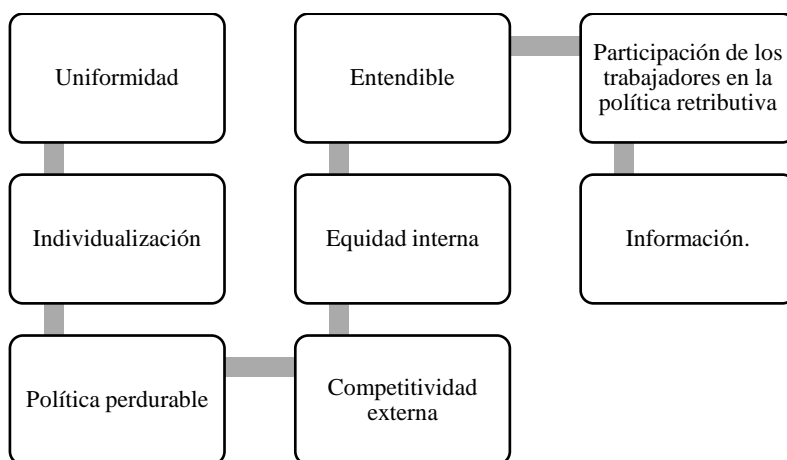 Uniformidad
Individualización
Política perdurable
Competitividad
externa
Equidad interna
Entendible
Participación de los
trabajadores en la
política retributiva
Información.